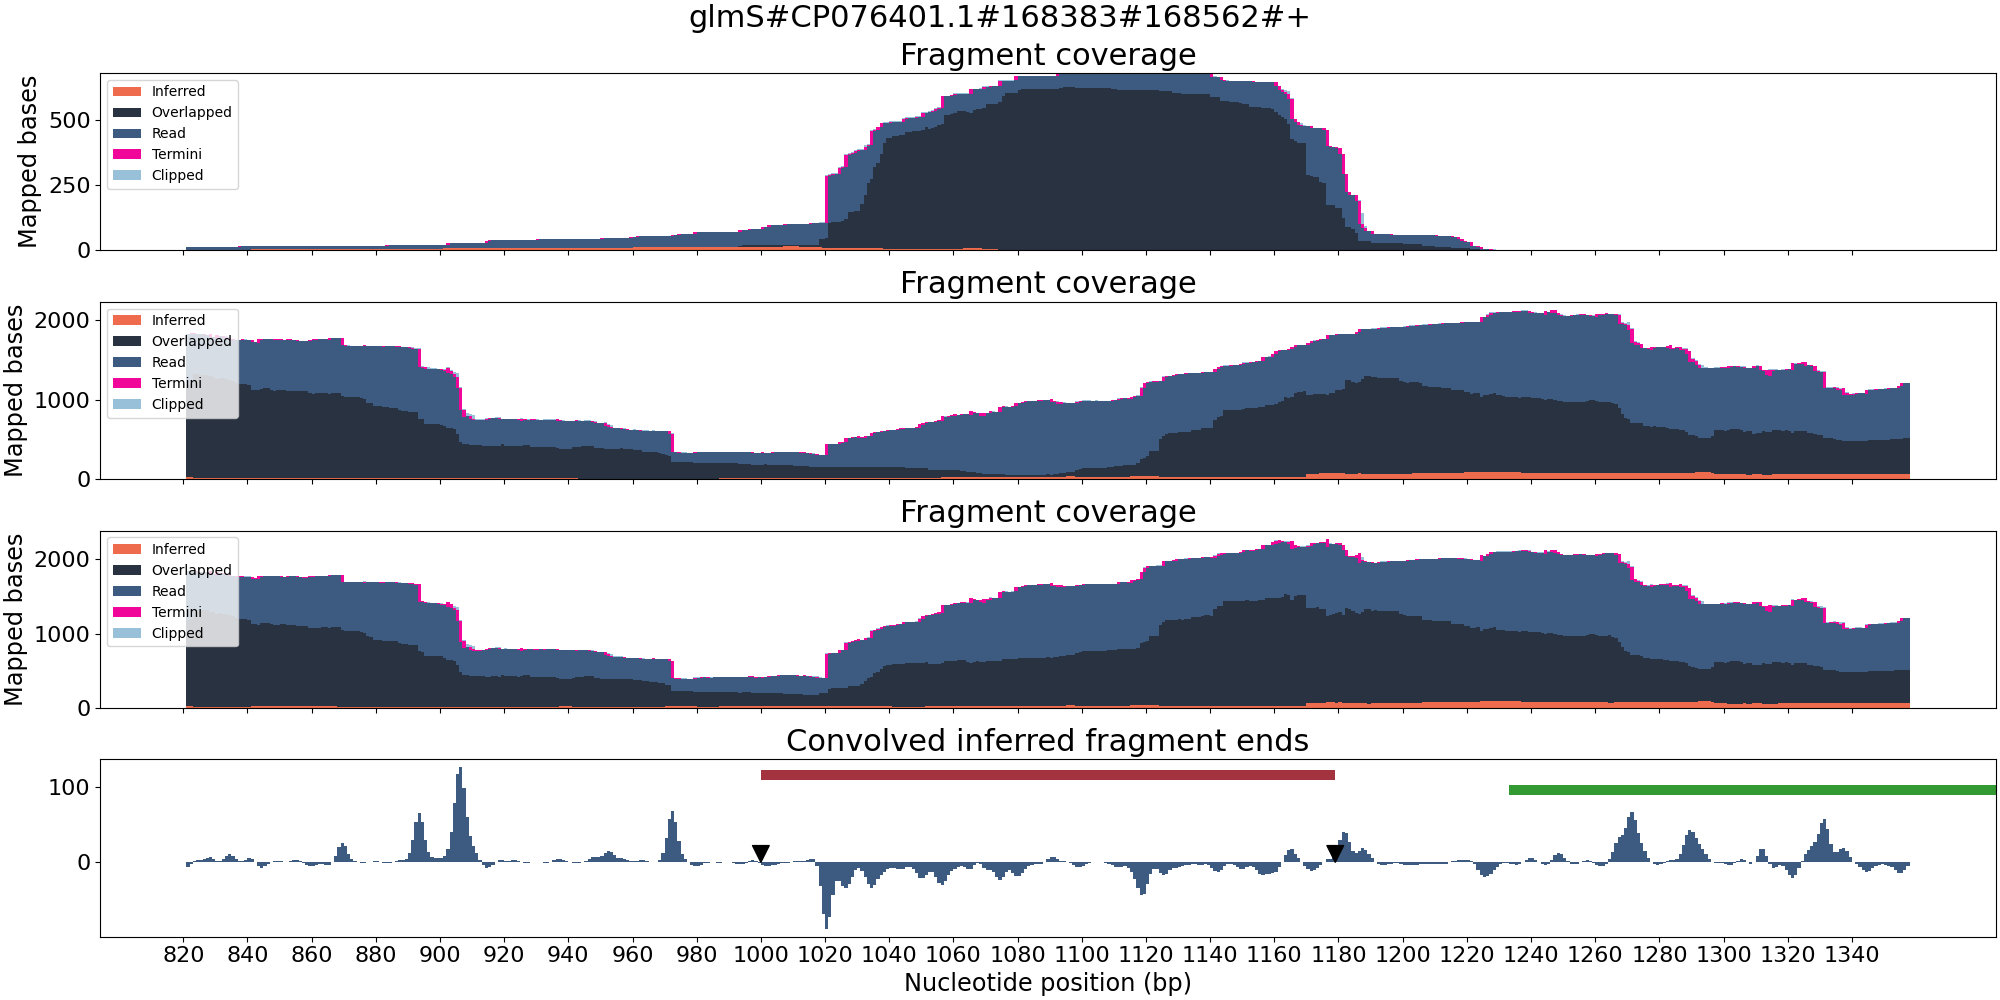 glmS#CP076401.1#168383#168562#+
Fragment coverage
Mapped bases
500
250
0
Inferred
Overlapped
Read
Termini
Clipped
Fragment coverage
Mapped bases
2000
1000
0
Inferred
Overlapped
Read
Termini
Clipped
Fragment coverage
Mapped bases
2000
1000
0
Inferred
Overlapped
Read
Termini
Clipped
Convolved inferred fragment ends
100
0
820 840 860 880 900 920 940 960 980 1000 1020 1040 1060 1080 1100 1120 1140 1160 1180 1200 1220 1240 1260 1280 1300 1320 1340
Nucleotide position (bp)